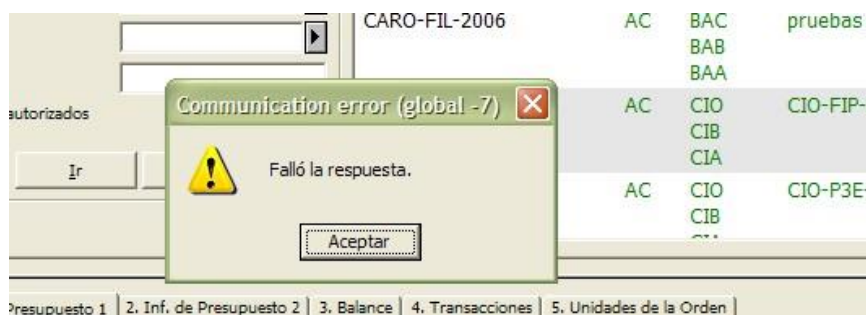 CARO-FIL-2006 AC BAC pruebas
BAB
BAA
autorizados
AC CIO CIO-FIP-
CIB
CIA
Communication error (global -7)
Falló la respuesta.
Ir
Aceptar
AC CIO CIO-P3E-
CIB
Presupuesto 1 2. Inf. de Presupuesto 2 3. Balance 4. Transacciones 5. Unidades de la Orden